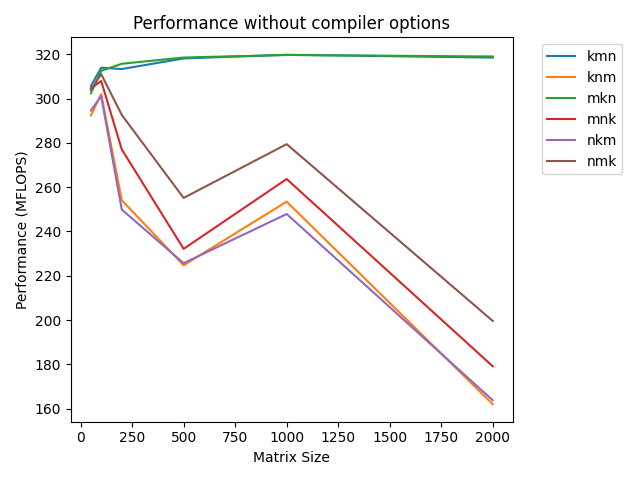 Performance without compiler options
320
300
280
260
240
220
200
180
160
Performance (MFLOPS)
0 250 500 750 1000 1250 1500 1750 2000
Matrix Size
kmn
knm
mkn
mnk
nkm
nmk